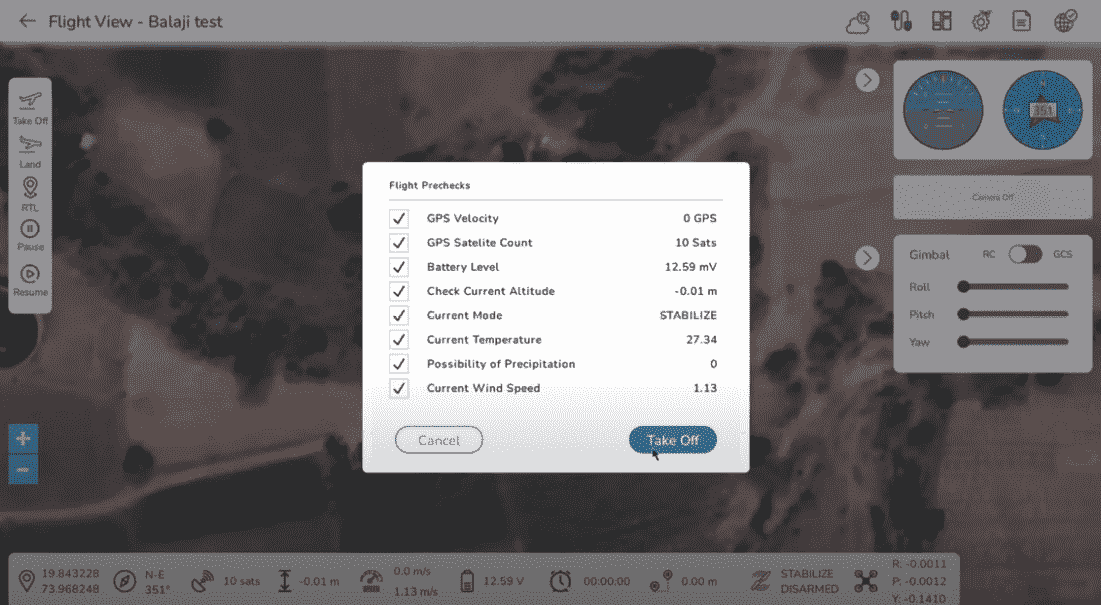 Flight View - Balaji test
Take Off
Land
RTL
Pause
Resume
Flight Prechecks
GPS Velocity 0 GPS
GPS Satelite Count 10 Sats
Battery Level 12.59 mV
Check Current Altitude -0.01 m
Current Mode STABILIZE
Current Temperature 27.34
Possibility of Precipitation 0
Current Wind Speed 1.13
Cancel Take Off
351
Camera Off
Gimbal RC GCS
Roll
Pitch
Yaw
19.843228
73.968248
N-E
351°
10 sats
-0.01 m
0.0 m/s
1.13 m/s
12.59 V
00:00:00
0.00 m
STABILIZE
DISARMED
R: -0.0011
P: -0.0012
Y: -0.1410